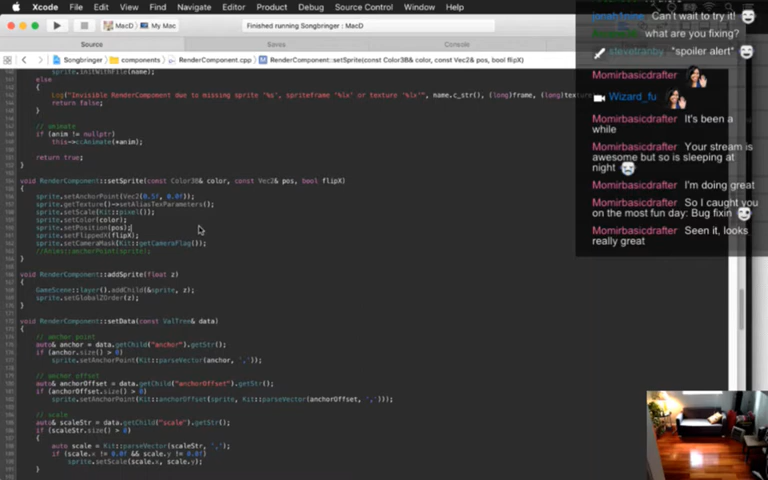 Xcode File Edit View Find Navigate Editor Product Debug Source Control Window Help
MacD My Mac
Finished running Songbringer : MacD
Source Saves Console
Songbringer components RenderComponent.cpp RenderComponent::setSprite(const Color3B& color, const Vec2& pos, bool flipX)
sprite.initWithFile(name);
else
Log("Invisible RenderComponent due to missing sprite "%s", spriteframe "%lx" or texture "%lx"", name.c_str(), (long)frame, (long)
return false;
// animate
if (anim != nullptr)
this->ccAnimate(*anim);
return true;
}
void RenderComponent::setSprite(const Color3B& color, const Vec2& pos, bool flipX)
{
sprite.setAnchorPoint(Vec2(0.5f, 0.0f));
sprite.getTexture()->setAliasTexParameters();
sprite.setScale(Kit::pixel());
sprite.setColor(color);
sprite.setPosition(pos);
sprite.setFlippedX(flipX);
sprite.setCameraMask(Kit::getCameraFlag());
//Anims::anchorPoint(sprite);
}
void RenderComponent::addSprite(float z)
{
GameScene::layer().addChild(&sprite, z);
sprite.setGlobalZOrder(z);
}
void RenderComponent::setData(const ValTree& data)
{
// anchor point
auto& anchor = data.getChild("anchor").getStr();
if (anchor.size() > 0)
sprite.setAnchorPoint(Kit::parseVector(anchor, ','));
// anchor offset
auto& anchorOffset = data.getChild("anchorOffset").getStr();
if (anchorOffset.size() > 0)
setAnchorOffset(sprite, Kit::parseVector(anchorOffset, ','));
// scale
auto& scaleStr = data.getChild("scale").getStr();
if (scaleStr.size() > 0)
{
auto scale = Kit::parseVector(scaleStr, ',');
if (scale.x != 0.0f && scale.y != 0.0f)
sprite.setScale(scale.x, scale.y);
}
Can't wait to try it!
what are you fixing?
stevetranby *spoiler alert*
Momirbasicdrafter
Wizard_fu
Momirbasicdrafter It's been a
while
Momirbasicdrafter Your stream is
awesome but so is sleeping at
night
Momirbasicdrafter I'm doing great
Momirbasicdrafter So I caught you
on the most fun day: Bug fixin
Momirbasicdrafter Seen it, looks
really great